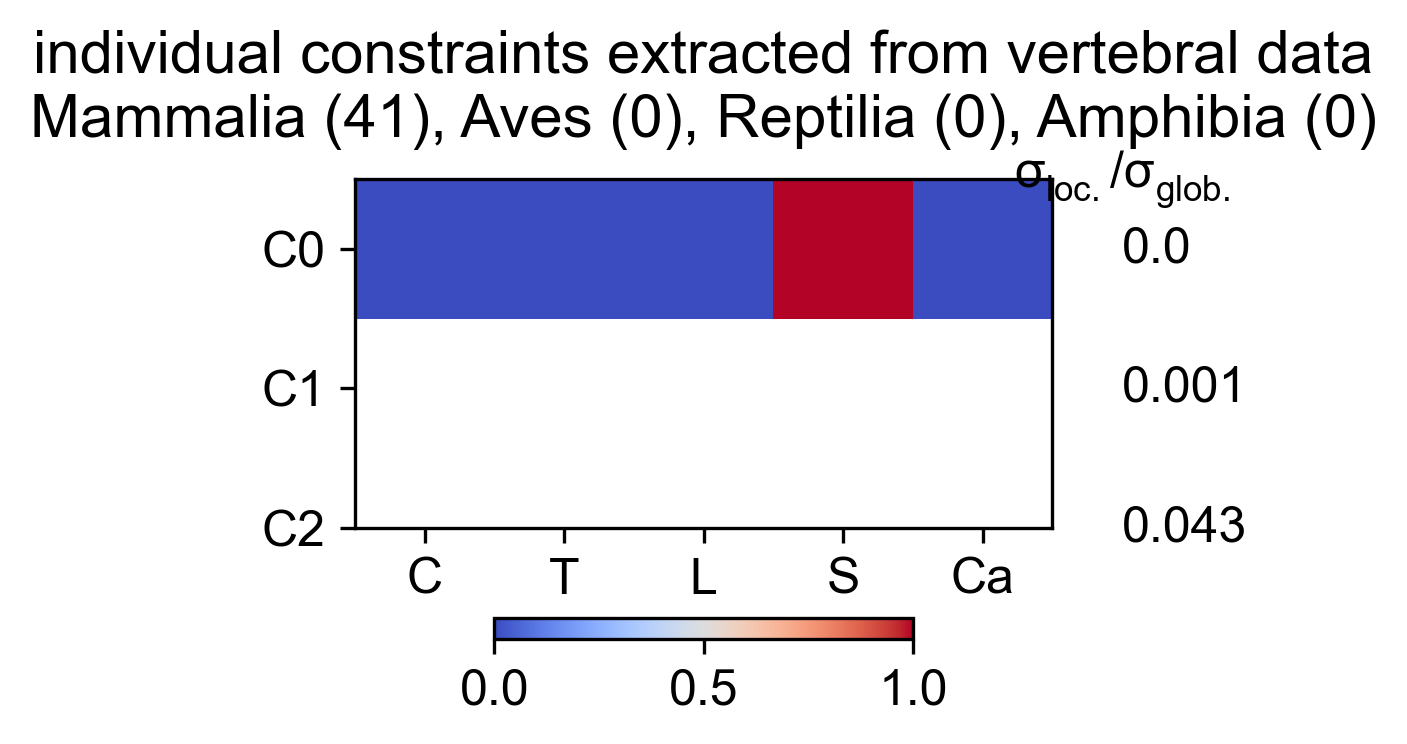 individual constraints extracted from vertebral data
Mammalia (41), Aves (0), Reptilia (0), Amphibia (0)
σloc. /σglob.
C0 0.0
C1 0.001
C2 0.043
C T L S Ca
0.0 0.5 1.0